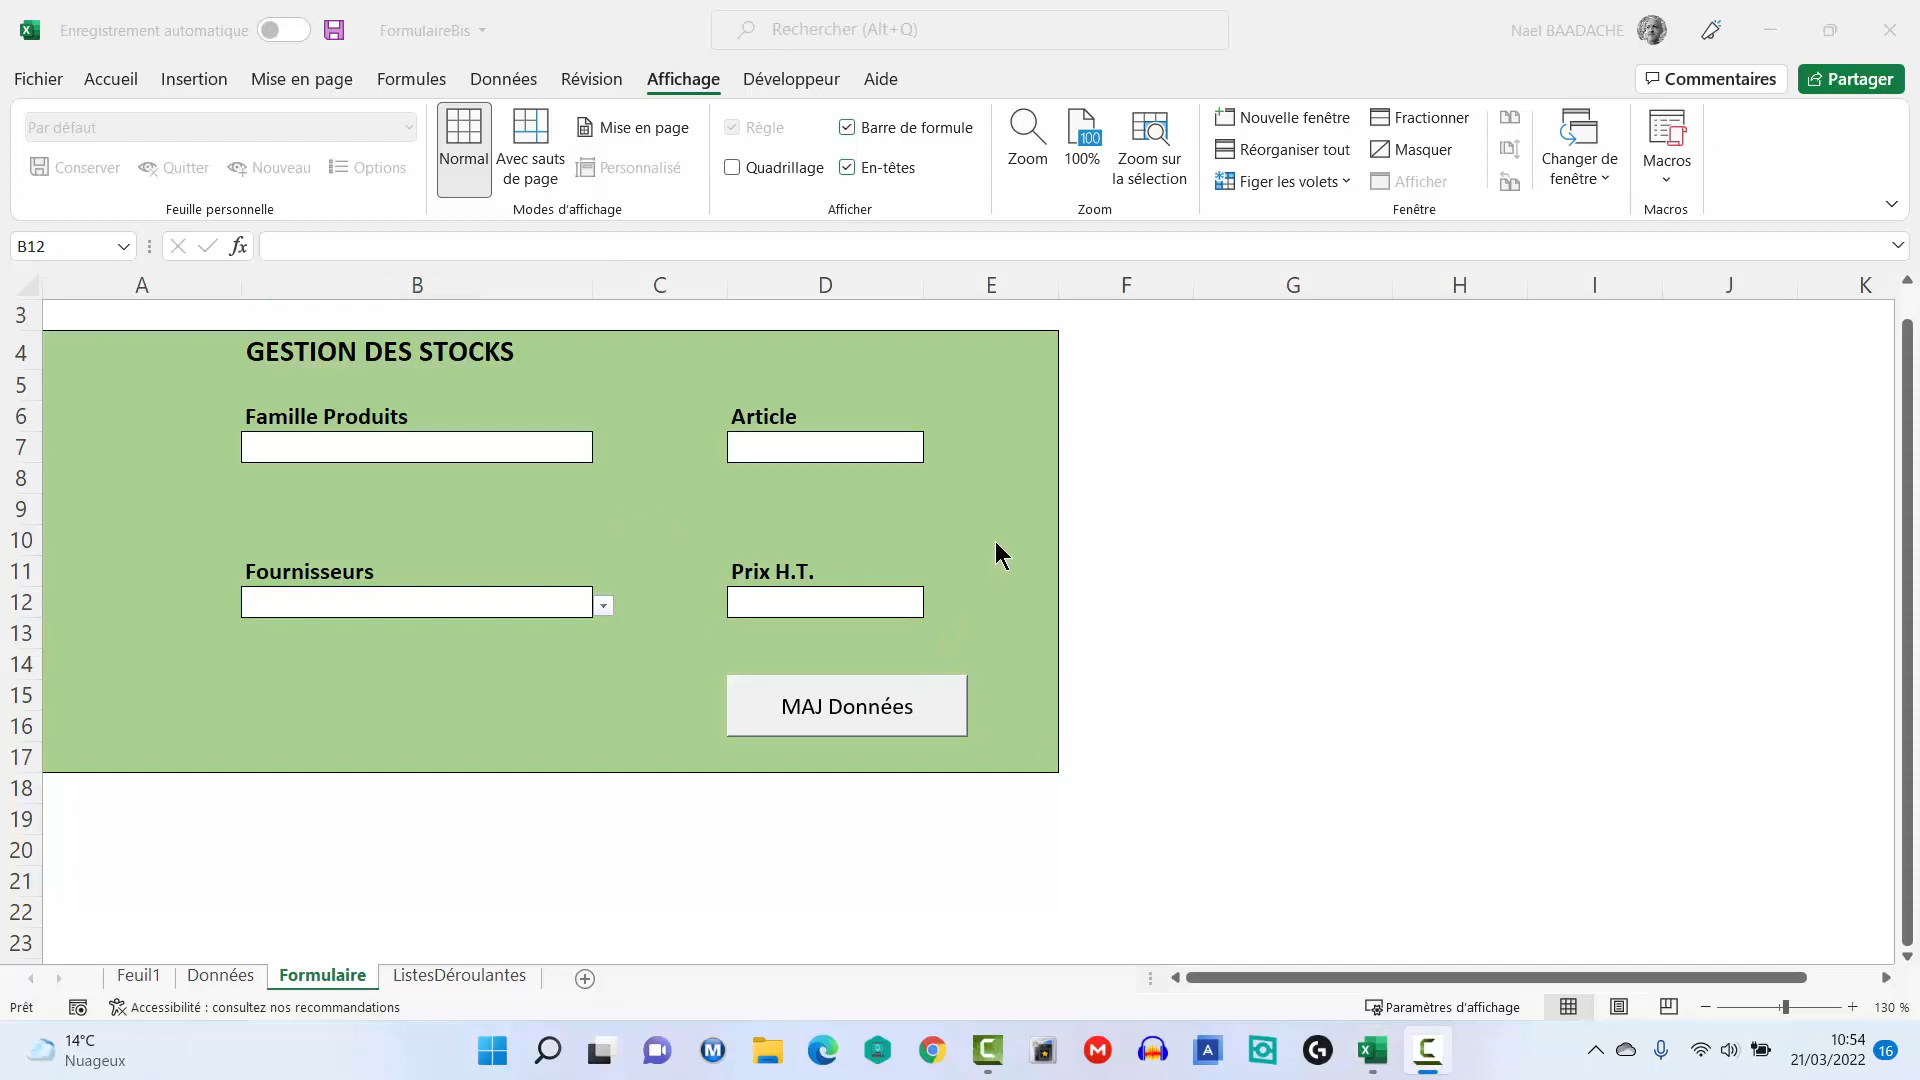 Enregistrement automatique
FormulaireBis
Rechercher (Alt+Q)
Nael BAADACHE
Fichier Accueil Insertion Mise en page Formules Données Révision Affichage Développeur Aide
Commentaires Partager
Par défaut
Conserver Quitter Nouveau Options
Feuille personnelle
Normal
Avec sauts
de page
Mise en page
Personnalisé
Modes d'affichage
Règle
Barre de formule
Quadrillage
En-têtes
Afficher
Zoom
100
100%
Zoom sur
la sélection
Zoom
Nouvelle fenêtre
Réorganiser tout
Figer les volets
Fractionner
Masquer
Afficher
Changer de
fenêtre
Fenêtre
Macros
Macros
B12
fx
A B C D E F G H I J K
3
4 GESTION DES STOCKS
5
6 Famille Produits Article
7
8
9
10
11 Fournisseurs Prix H.T.
12
13
14
15 MAJ Données
16
17
18
19
20
21
22
23
Feuil1 Données Formulaire ListesDéroulantes
Prêt
Accessibilité : consultez nos recommandations
Paramètres d'affichage
130 %
14°C
Nuageux
10:54
21/03/2022
16